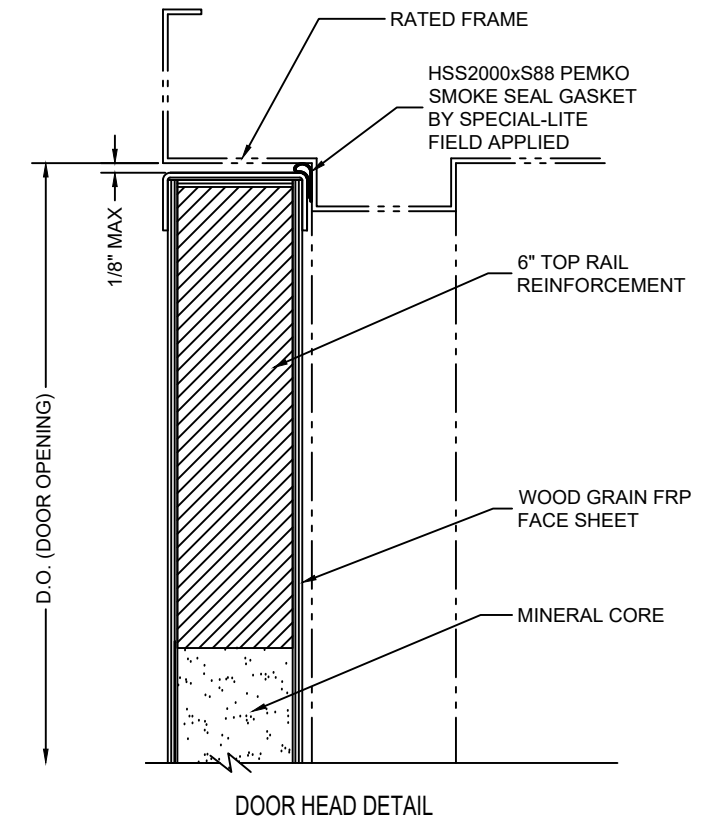 RATED FRAME
HSS2000xS88 PEMKO
SMOKE SEAL GASKET
BY SPECIAL-LITE
FIELD APPLIED
1/8" MAX
6" TOP RAIL
REINFORCEMENT
D.O. (DOOR OPENING)
WOOD GRAIN FRP
FACE SHEET
MINERAL CORE
DOOR HEAD DETAIL